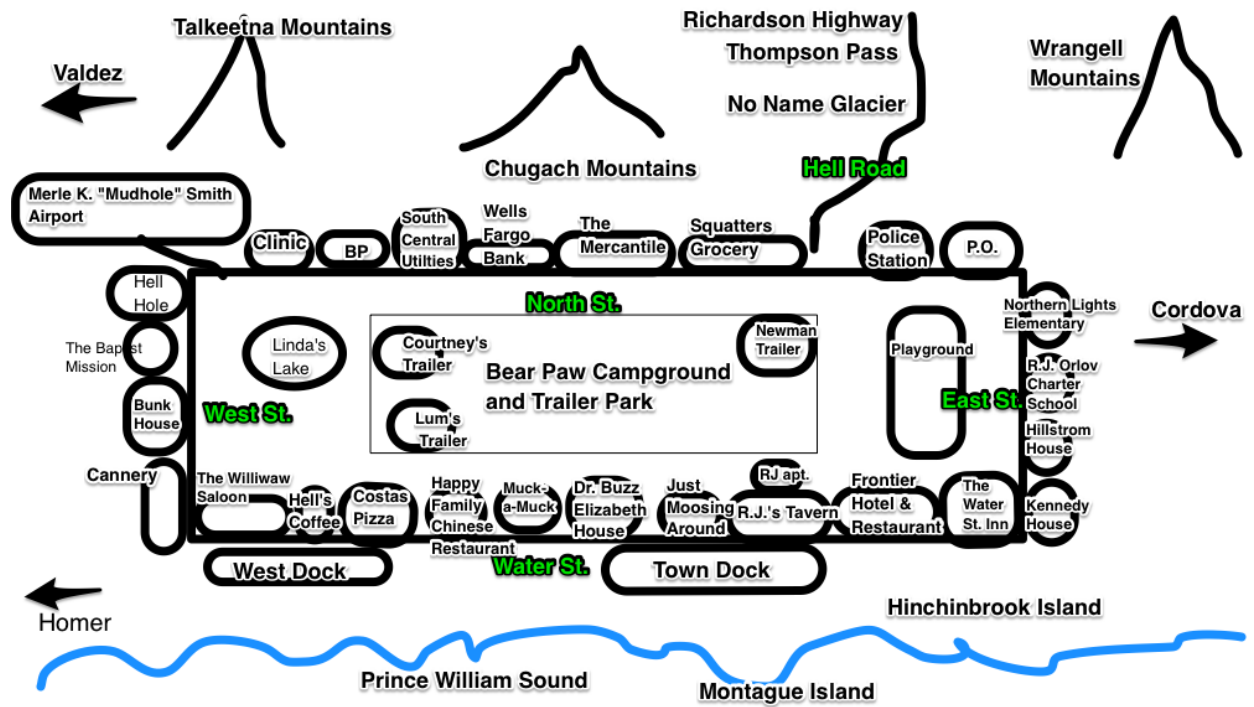 Talkeetna Mountains
Richardson Highway
Thompson Pass
Wrangell
Mountains
Valdez
No Name Glacier
Chugach Mountains
Hell Road
Merle K. "Mudhole" Smith
Airport
Clinic
BP
South
Central
Utilties
Wells
Fargo
Bank
The
Mercantile
Squatters
Grocery
Police
Station
P.O.
Hell
Hole
North St.
Northern Lights
Elementary
Cordova
The Baptist
Mission
Linda's
Lake
Courtney's
Trailer
Newman
Trailer
Playground
Bear Paw Campground
and Trailer Park
R.J. Orlov
Charter
School
Bunk
House
West St.
Lum's
Trailer
East St.
Hillstrom
House
Cannery
The Williwaw
Saloon
Hell's
Coffee
Costas
Pizza
Happy
Family
Chinese
Restaurant
Muck-
a-Muck
Dr. Buzz
Elizabeth
House
Just
Moosing
Around
RJ apt.
R.J.'s Tavern
Frontier
Hotel &
Restaurant
The
Water
St. Inn
Kennedy
House
West Dock
Water St.
Town Dock
Homer
Hinchinbrook Island
Prince William Sound
Montague Island